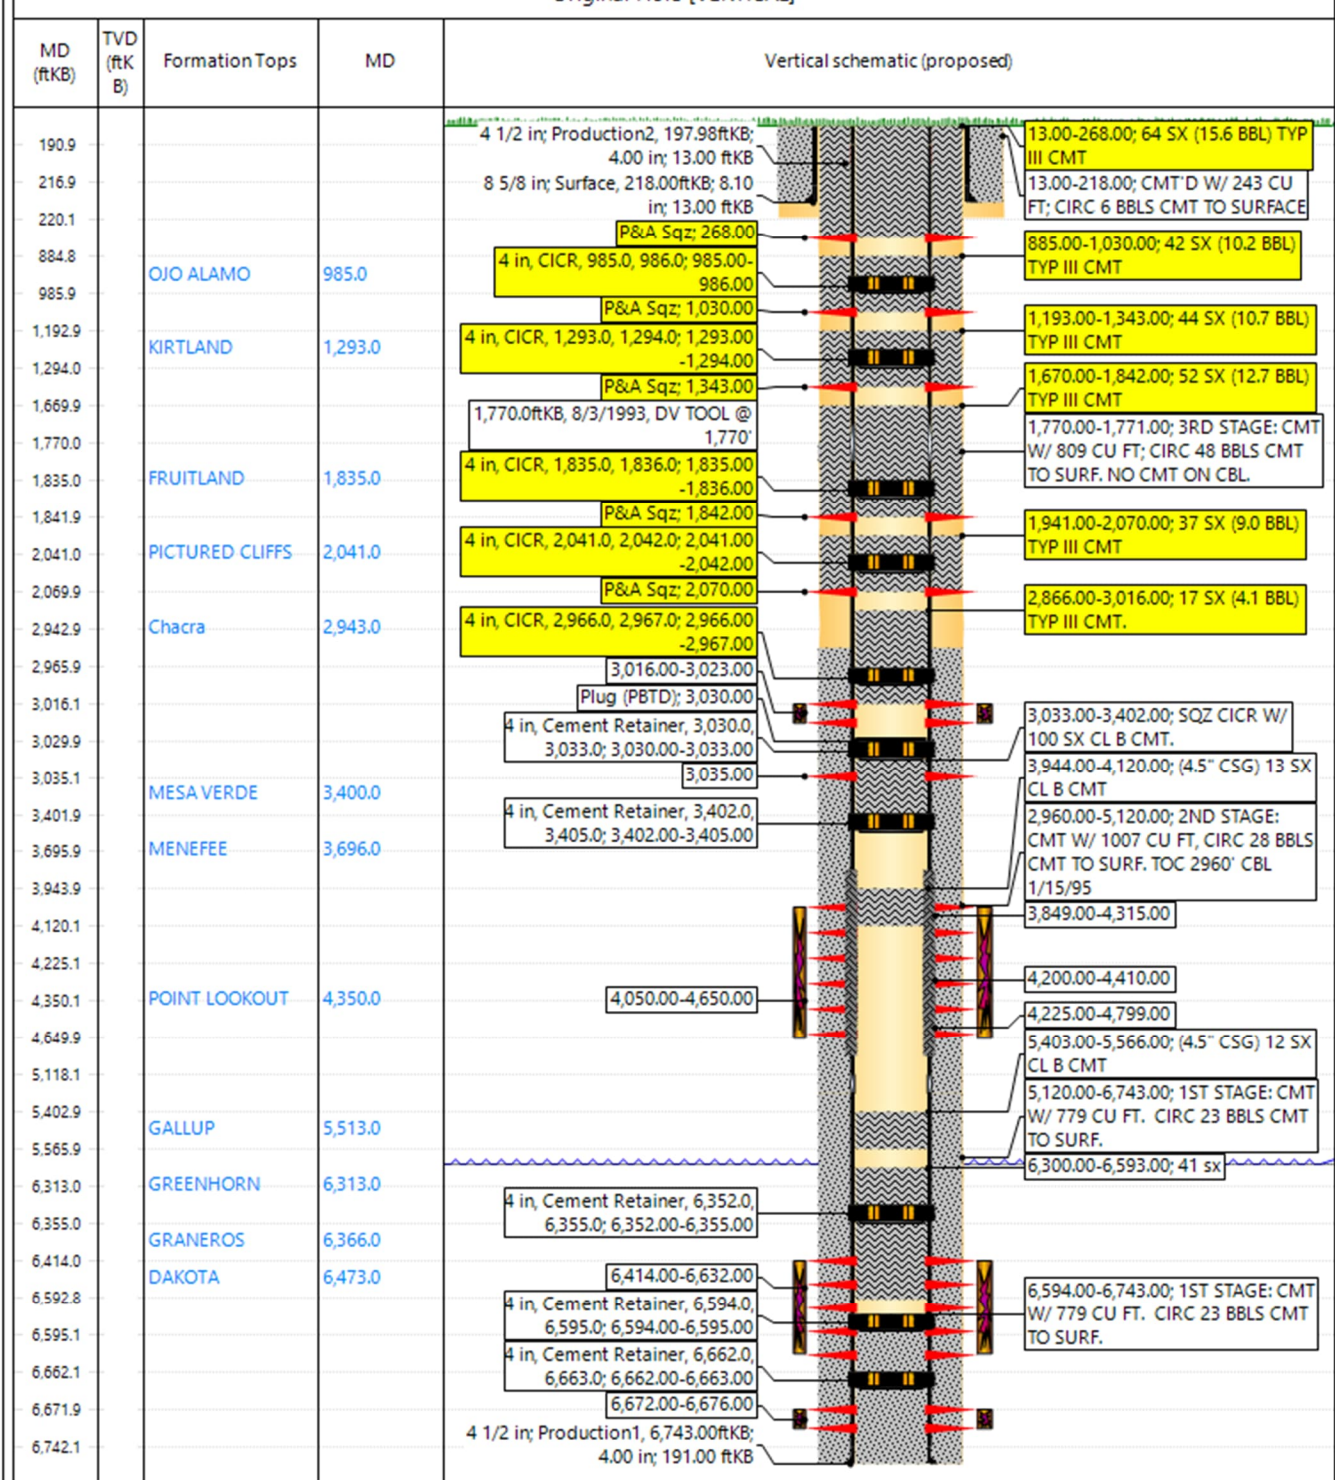 MD
(ftKB)
TVD
(ftK
B)
Formation Tops
MD
Vertical schematic (proposed)
190.9
216.9
220.1
884.8
985.9
1,192.9
1,294.0
1,669.9
1,770.0
1,835.0
1,841.9
2,041.0
2,069.9
2,942.9
2,965.9
3,016.1
3,029.9
3,035.1
3,401.9
3,695.9
3,943.9
4,120.1
4,225.1
4,350.1
4,649.9
5,118.1
5,402.9
5,565.9
6,313.0
6,355.0
6,414.0
6,592.8
6,595.1
6,662.1
6,671.9
6,742.1
OJO ALAMO 985.0
KIRTLAND 1,293.0
FRUITLAND 1,835.0
PICTURED CLIFFS 2,041.0
Chacra 2,943.0
MESA VERDE 3,400.0
MENEFEE 3,696.0
POINT LOOKOUT 4,350.0
GALLUP 5,513.0
GREENHORN 6,313.0
GRANEROS 6,366.0
DAKOTA 6,473.0
4 1/2 in; Production2, 197.98ftKB;
4.00 in; 13.00 ftKB
8 5/8 in; Surface, 218.00ftKB; 8.10
in; 13.00 ftKB
P&A Sqz; 268.00
4 in, CICR, 985.0, 986.0; 985.00-
986.00
P&A Sqz; 1,030.00
4 in, CICR, 1,293.0, 1,294.0; 1,293.00
-1,294.00
P&A Sqz; 1,343.00
1,770.0ftKB, 8/3/1993, DV TOOL @
1,770'
4 in, CICR, 1,835.0, 1,836.0; 1,835.00
-1,836.00
P&A Sqz; 1,842.00
4 in, CICR, 2,041.0, 2,042.0; 2,041.00
-2,042.00
P&A Sqz; 2,070.00
4 in, CICR, 2,966.0, 2,967.0; 2,966.00
-2,967.00
3,016.00-3,023.00
Plug (PBTD); 3,030.00
4 in, Cement Retainer, 3,030.0,
3,033.0; 3,030.00-3,033.00
3,035.00
4 in, Cement Retainer, 3,402.0,
3,405.0; 3,402.00-3,405.00
4,050.00-4,650.00
4 in, Cement Retainer, 6,352.0,
6,355.0; 6,352.00-6,355.00
6,414.00-6,632.00
4 in, Cement Retainer, 6,594.0,
6,595.0; 6,594.00-6,595.00
4 in, Cement Retainer, 6,662.0,
6,663.0; 6,662.00-6,663.00
6,672.00-6,676.00
4 1/2 in; Production1, 6,743.00ftKB;
4.00 in; 191.00 ftKB
13.00-268.00; 64 SX (15.6 BBL) TYP
III CMT
13.00-218.00; CMT'D W/ 243 CU
FT; CIRC 6 BBLS CMT TO SURFACE
885.00-1,030.00; 42 SX (10.2 BBL)
TYP III CMT
1,193.00-1,343.00; 44 SX (10.7 BBL)
TYP III CMT
1,670.00-1,842.00; 52 SX (12.7 BBL)
TYP III CMT
1,770.00-1,771.00; 3RD STAGE: CMT
W/ 809 CU FT; CIRC 48 BBLS CMT
TO SURF. NO CMT ON CBL.
1,941.00-2,070.00; 37 SX (9.0 BBL)
TYP III CMT
2,866.00-3,016.00; 17 SX (4.1 BBL)
TYP III CMT.
3,033.00-3,402.00; SQZ CICR W/
100 SX CL B CMT.
3,944.00-4,120.00; (4.5" CSG) 13 SX
CL B CMT
2,960.00-5,120.00; 2ND STAGE:
CMT W/ 1007 CU FT, CIRC 28 BBLS
CMT TO SURF. TOC 2960' CBL
1/15/95
3,849.00-4,315.00
4,200.00-4,410.00
4,225.00-4,799.00
5,403.00-5,566.00; (4.5" CSG) 12 SX
CL B CMT
5,120.00-6,743.00; 1ST STAGE: CMT
W/ 779 CU FT. CIRC 23 BBLS CMT
TO SURF.
6,300.00-6,593.00; 41 sx
6,594.00-6,743.00; 1ST STAGE: CMT
W/ 779 CU FT. CIRC 23 BBLS CMT
TO SURF.